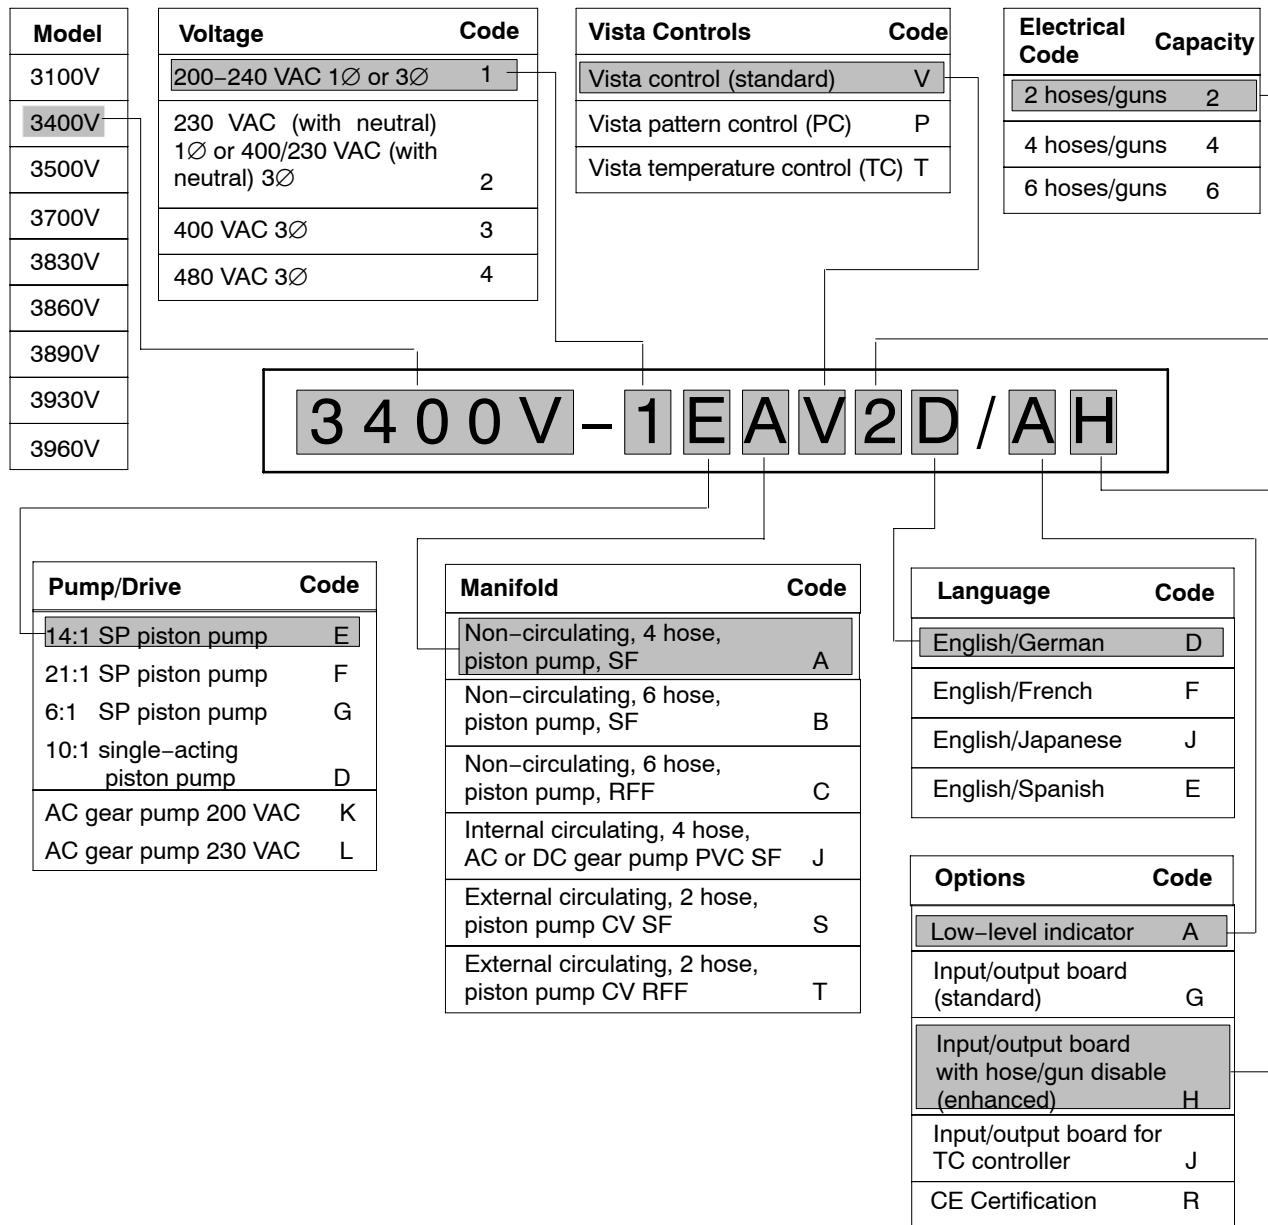 Model
3100V
3400V
3500V
3700V
3830V
3860V
3890V
3930V
3960V
Voltage Code
200–240 VAC 1∅ or 3∅ 1
230 VAC (with neutral)
1∅ or 400/230 VAC (with
neutral) 3∅ 2
400 VAC 3∅ 3
480 VAC 3∅ 4
Vista Controls Code
Vista control (standard) V
Vista pattern control (PC) P
Vista temperature control (TC) T
Electrical
Code Capacity
2 hoses/guns 2
4 hoses/guns 4
6 hoses/guns 6
3400V–1EAV2D/AH
Pump/Drive Code
14:1 SP piston pump E
21:1 SP piston pump F
6:1 SP piston pump G
10:1 single–acting
piston pump D
AC gear pump 200 VAC K
AC gear pump 230 VAC L
Manifold Code
Non–circulating, 4 hose,
piston pump, SF A
Non–circulating, 6 hose,
piston pump, SF B
Non–circulating, 6 hose,
piston pump, RFF C
Internal circulating, 4 hose,
AC or DC gear pump PVC SF J
External circulating, 2 hose,
piston pump CV SF S
External circulating, 2 hose,
piston pump CV RFF T
Language Code
English/German D
English/French F
English/Japanese J
English/Spanish E
Options Code
Low–level indicator A
Input/output board
(standard) G
Input/output board
with hose/gun disable
(enhanced) H
Input/output board for
TC controller J
CE Certification R